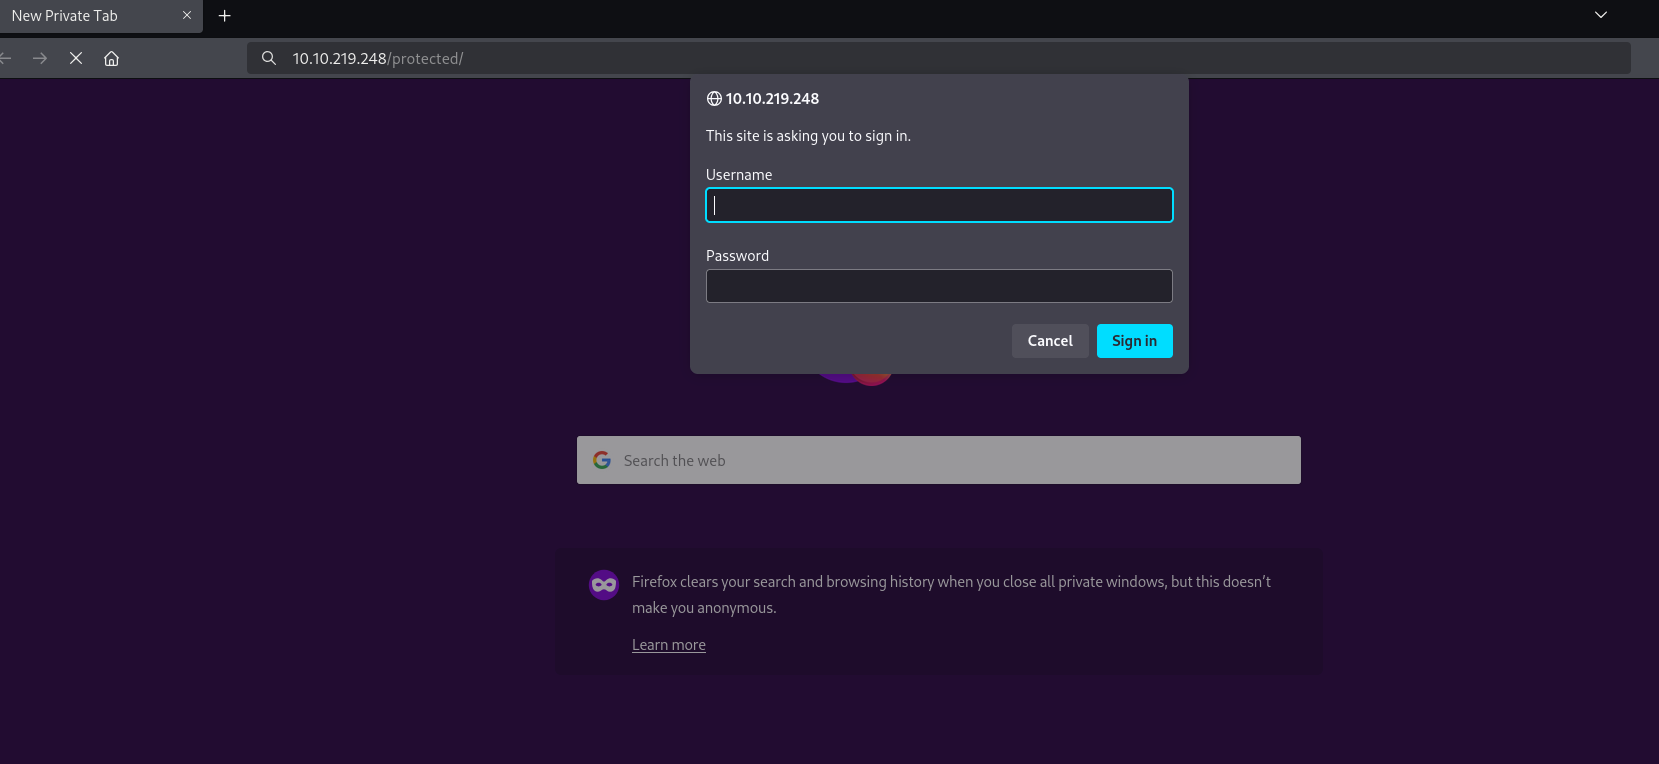 New Private Tab
10.10.219.248/protected/
10.10.219.248
This site is asking you to sign in.
Username
Password
Cancel
Sign in
Search the web
Firefox clears your search and browsing history when you close all private windows, but this doesn’t
make you anonymous.
Learn more